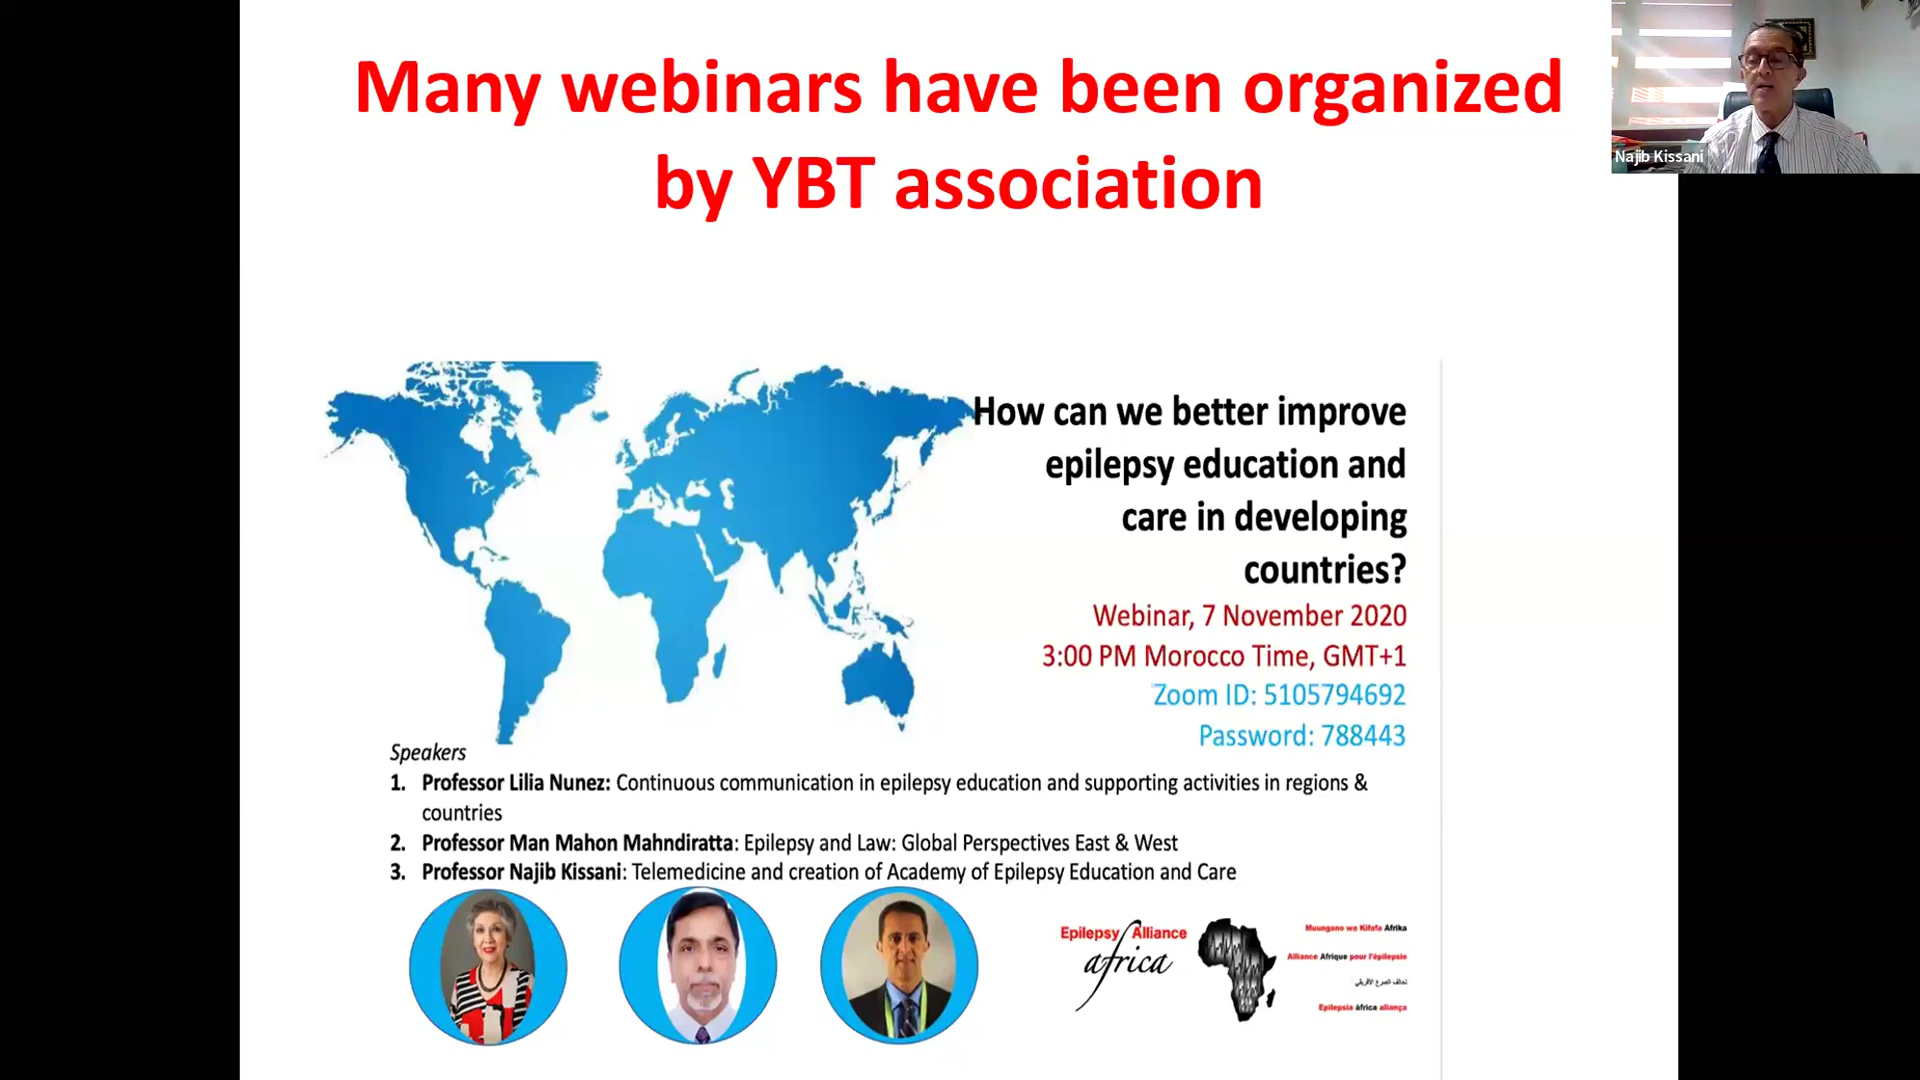 Many webinars have been organized
by YBT association
Najib Kissani
How can we better improve
epilepsy education and
care in developing
countries?
Webinar, 7 November 2020
3:00 PM Morocco Time, GMT+1
Zoom ID: 5105794692
Password: 788443
Speakers
1. Professor Lilia Nunez: Continuous communication in epilepsy education and supporting activities in regions &
countries
2. Professor Man Mahon Mahndiratta: Epilepsy and Law: Global Perspectives East & West
3. Professor Najib Kissani: Telemedicine and creation of Academy of Epilepsy Education and Care
Epilepsy Alliance
africa
Muungano wa Kifafa Afrika
Alliance Afrique pour l'épilepsie
تحالف الصرع الأفريقي
Epilepsia áfrica aliança